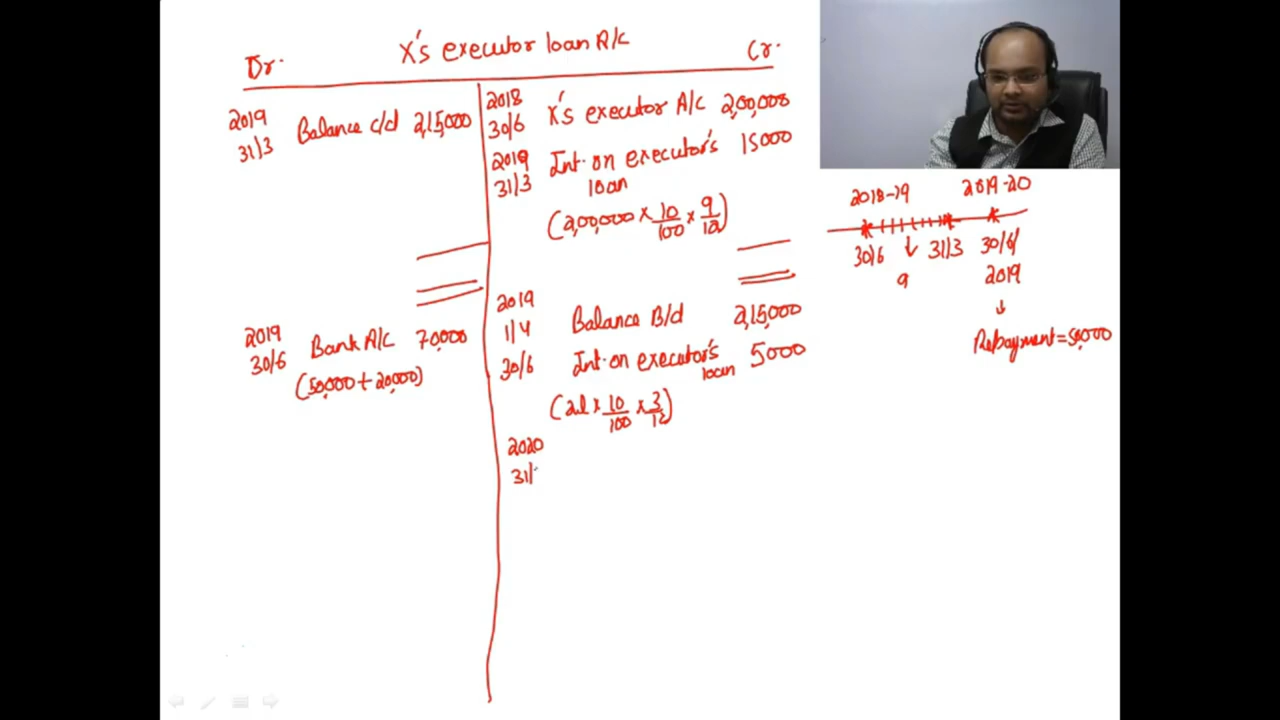 X's executor loan A/c
Dr.
Cr.
2019
31/3 Balance c/d 2,15,000
2018
30/6 X's executor A/c 2,00,000
2019
31/3 Int. on executor's 15000
loan
(2,00,000 x 10/100 x 9/12)
2019
30/6 Bank A/c 70,000
(50,000 + 20,000)
2019
1/4 Balance B/d 2,15,000
30/6 Int. on executor's 5000
loan
(2L x 10/100 x 3/12)
2020
31/
2018-19 2019-20
30/6 31/3 30/6/
9 2019
Repayment = 50,000